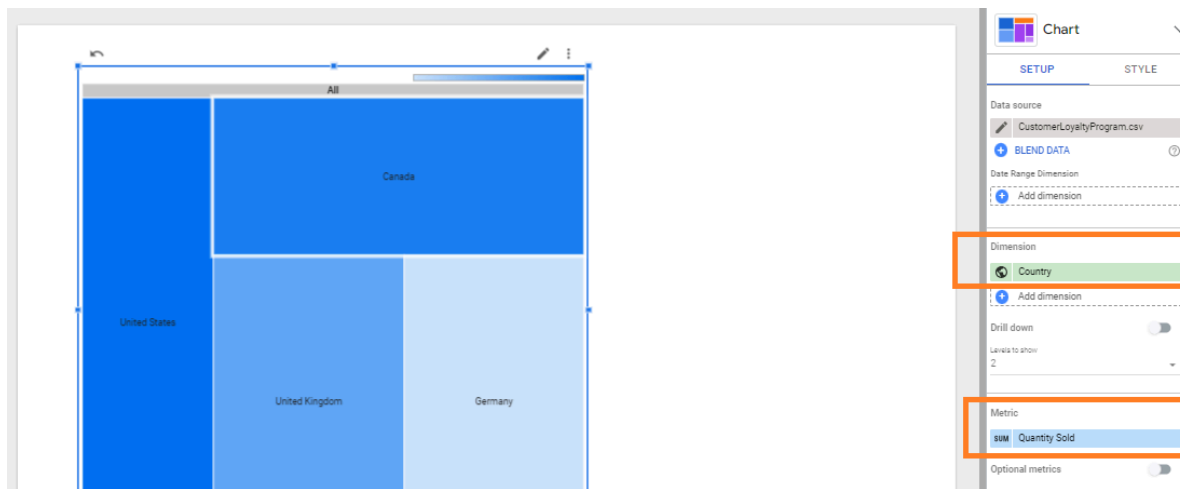 All
Canada
United States
United Kingdom
Germany
Chart
SETUP
STYLE
Data source
CustomerLoyaltyProgram.csv
BLEND DATA
Date Range Dimension
Add dimension
Dimension
Country
Add dimension
Drill down
Levels to show
2
Metric
SUM Quantity Sold
Optional metrics